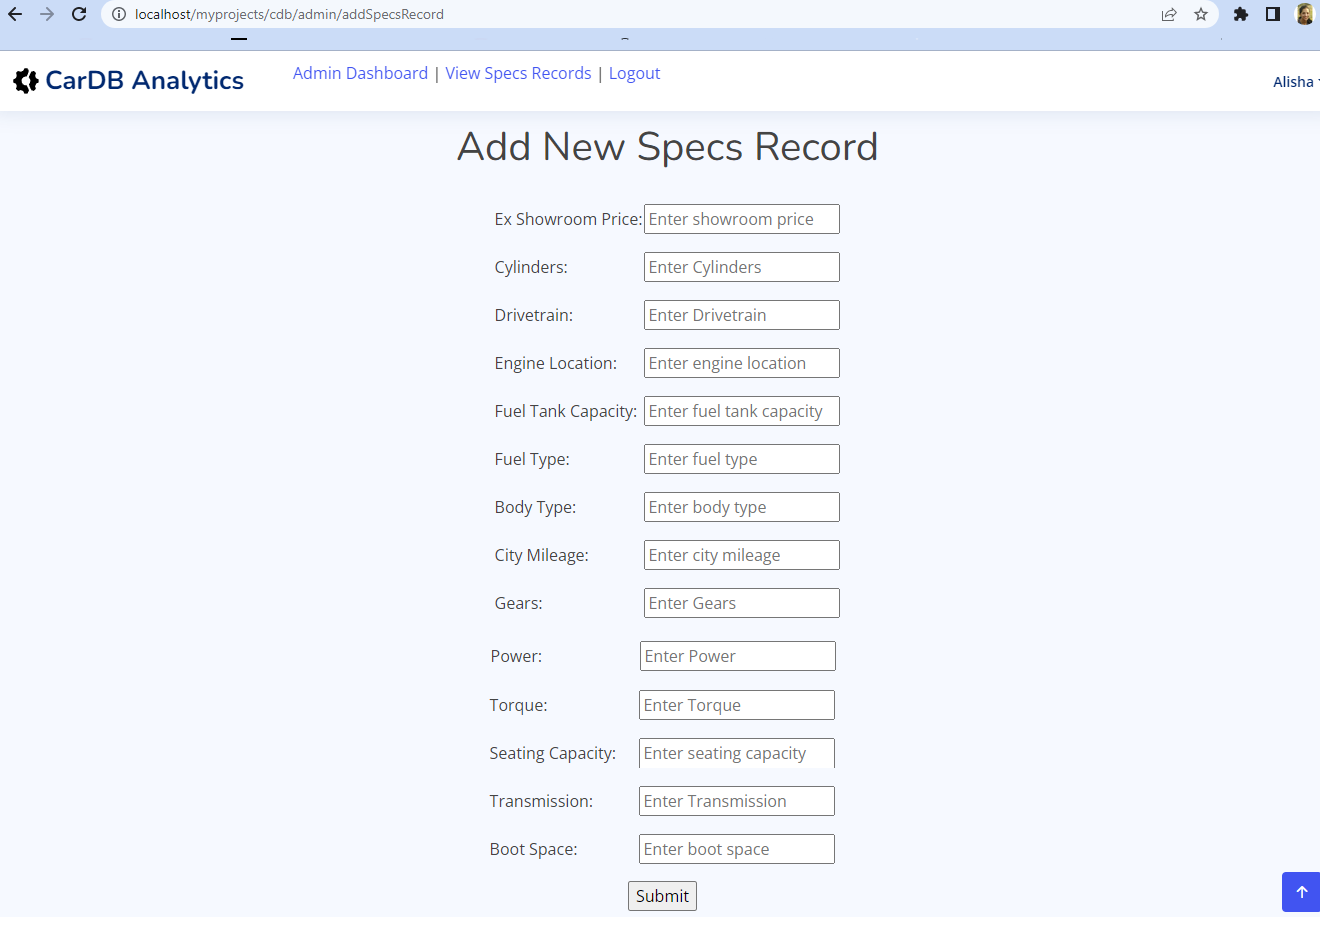 localhost/myprojects/cdb/admin/addSpecsRecord
CarDB Analytics
Admin Dashboard | View Specs Records | Logout
Alisha
Add New Specs Record
Ex Showroom Price: Enter showroom price
Cylinders: Enter Cylinders
Drivetrain: Enter Drivetrain
Engine Location: Enter engine location
Fuel Tank Capacity: Enter fuel tank capacity
Fuel Type: Enter fuel type
Body Type: Enter body type
City Mileage: Enter city mileage
Gears: Enter Gears
Power: Enter Power
Torque: Enter Torque
Seating Capacity: Enter seating capacity
Transmission: Enter Transmission
Boot Space: Enter boot space
Submit